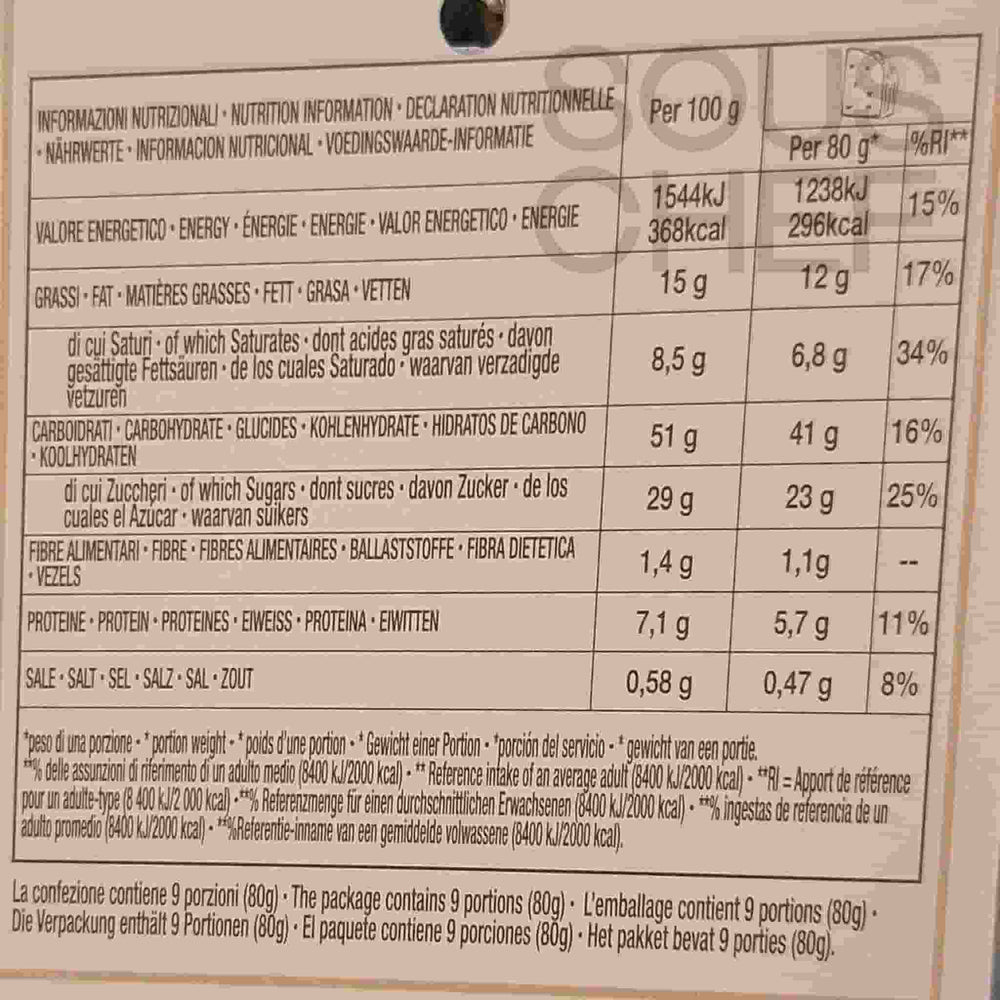 SOUS
CHEF
INFORMAZIONI NUTRIZIONALI • NUTRITION INFORMATION • DECLARATION NUTRITIONNELLE
• NÄHRWERTE • INFORMACION NUTRICIONAL • VOEDINGSWAARDE-INFORMATIE
Per 100 g
Per 80 g* %RI**
VALORE ENERGETICO • ENERGY • ÉNERGIE • ENERGIE • VALOR ENERGETICO • ENERGIE
1544kJ 1238kJ 15%
368kcal 296kcal
GRASSI • FAT • MATIÈRES GRASSES • FETT • GRASA • VETTEN 15 g 12 g 17%
di cui Saturi • of which Saturates • dont acides gras saturés • davon
gesättigte Fettsäuren • de los cuales Saturado • waarvan verzadigde 8,5 g 6,8 g 34%
vetzuren
CARBOIDRATI • CARBOHYDRATE • GLUCIDES • KOHLENHYDRATE • HIDRATOS DE CARBONO 51 g 41 g 16%
• KOOLHYDRATEN
di cui Zuccheri • of which Sugars • dont sucres • davon Zucker • de los 29 g 23 g 25%
cuales el Azúcar • waarvan suikers
FIBRE ALIMENTARI • FIBRE • FIBRES ALIMENTAIRES • BALLASTSTOFFE • FIBRA DIETETICA 1,4 g 1,1g --
• VEZELS
PROTEINE • PROTEIN • PROTEINES • EIWEISS • PROTEINA • EIWITTEN 7,1 g 5,7 g 11%
SALE • SALT • SEL • SALZ • SAL • ZOUT 0,58 g 0,47 g 8%
*peso di una porzione • * portion weight • * poids d'une portion • * Gewicht einer Portion • *porción del servicio • * gewicht van een portie.
**% delle assunzioni di riferimento di un adulto medio (8400 kJ/2000 kcal) • ** Reference intake of an average adult (8400 kJ/2000 kcal) • **RI = Apport de référence
pour un adulte-type (8 400 kJ/2 000 kcal) •**% Referenzmenge für einen durchschnittlichen Erwachsenen (8400 kJ/2000 kcal) • **% ingestas de referencia de un
adulto promedio (8400 kJ/2000 kcal) • **%Referentie-inname van een gemiddelde volwassene (8400 kJ/2000 kcal).
La confezione contiene 9 porzioni (80g) • The package contains 9 portions (80g) • L'emballage contient 9 portions (80g) •
Die Verpackung enthält 9 Portionen (80g) • El paquete contiene 9 porciones (80g) • Het pakket bevat 9 porties (80g).